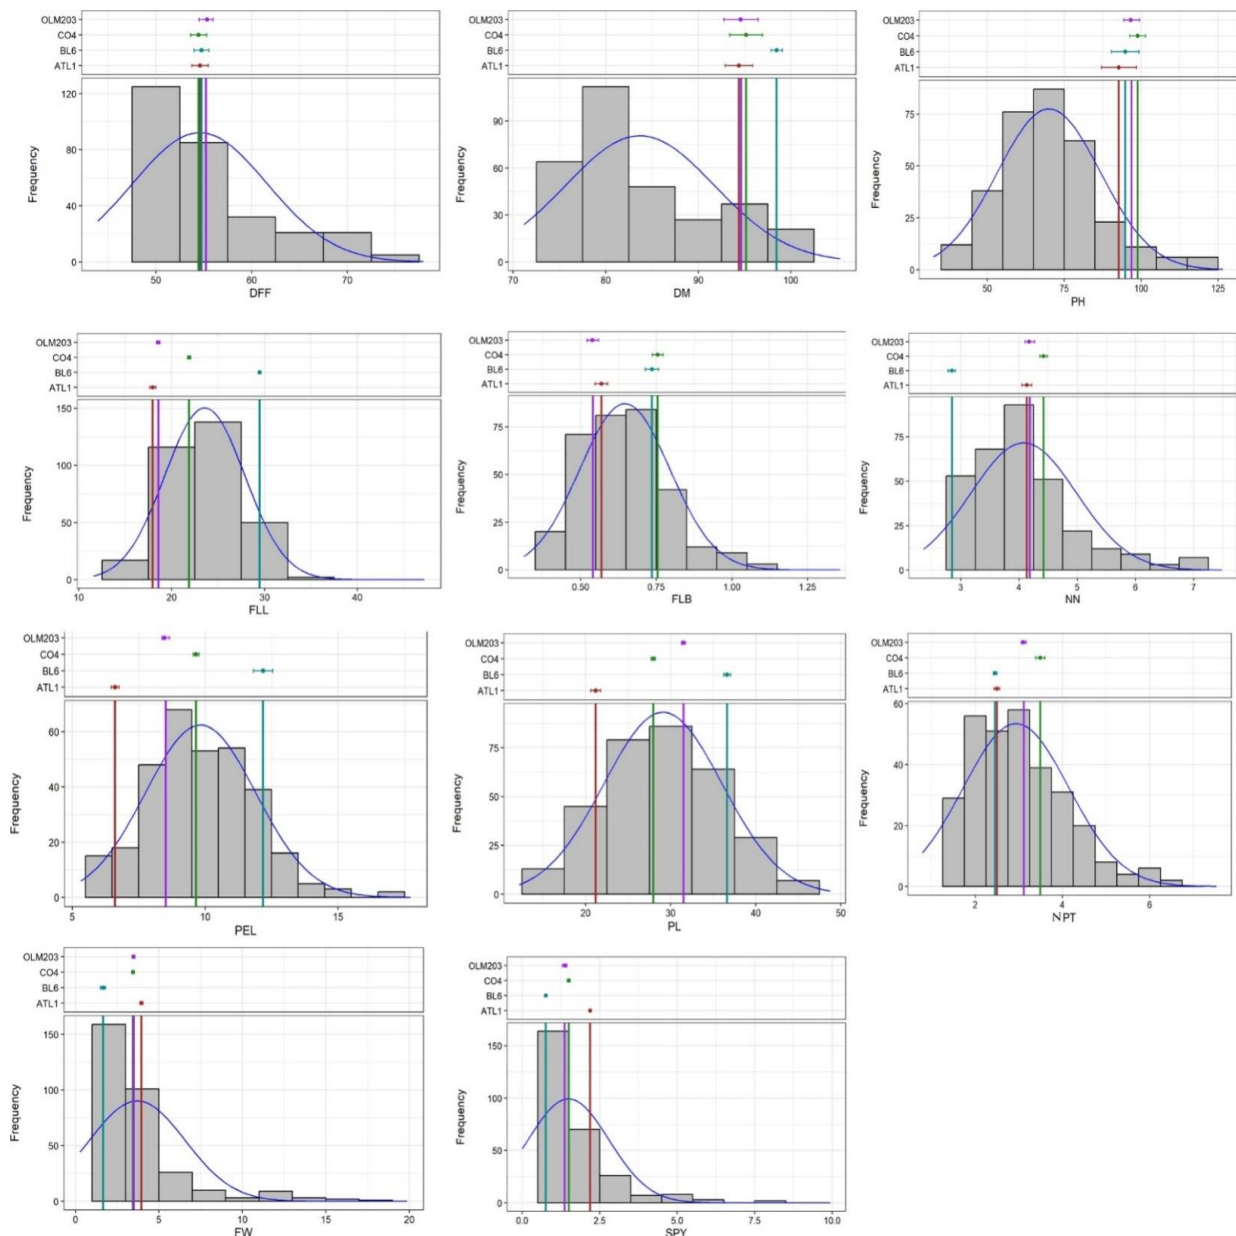 OLM203
CO4
BL6
ATL1
Frequency
120
80
40
0
50 60 70
DFF
OLM203
CO4
BL6
ATL1
Frequency
90
60
30
0
70 80 90 100
DM
OLM203
CO4
BL6
ATL1
Frequency
75
50
25
0
50 75 100 125
PH
OLM203
CO4
BL6
ATL1
Frequency
150
100
50
0
10 20 30 40
FLL
OLM203
CO4
BL6
ATL1
Frequency
75
50
25
0
0.50 0.75 1.00 1.25
FLB
OLM203
CO4
BL6
ATL1
Frequency
75
50
25
0
3 4 5 6 7
NN
OLM203
CO4
BL6
ATL1
Frequency
60
40
20
0
5 10 15
PEL
OLM203
CO4
BL6
ATL1
Frequency
75
50
25
0
20 30 40 50
PL
OLM203
CO4
BL6
ATL1
Frequency
60
40
20
0
2 4 6
NPT
OLM203
CO4
BL6
ATL1
Frequency
150
100
50
0
0 5 10 15 20
FW
OLM203
CO4
BL6
ATL1
Frequency
150
100
50
0
0.0 2.5 5.0 7.5 10.0
SPY